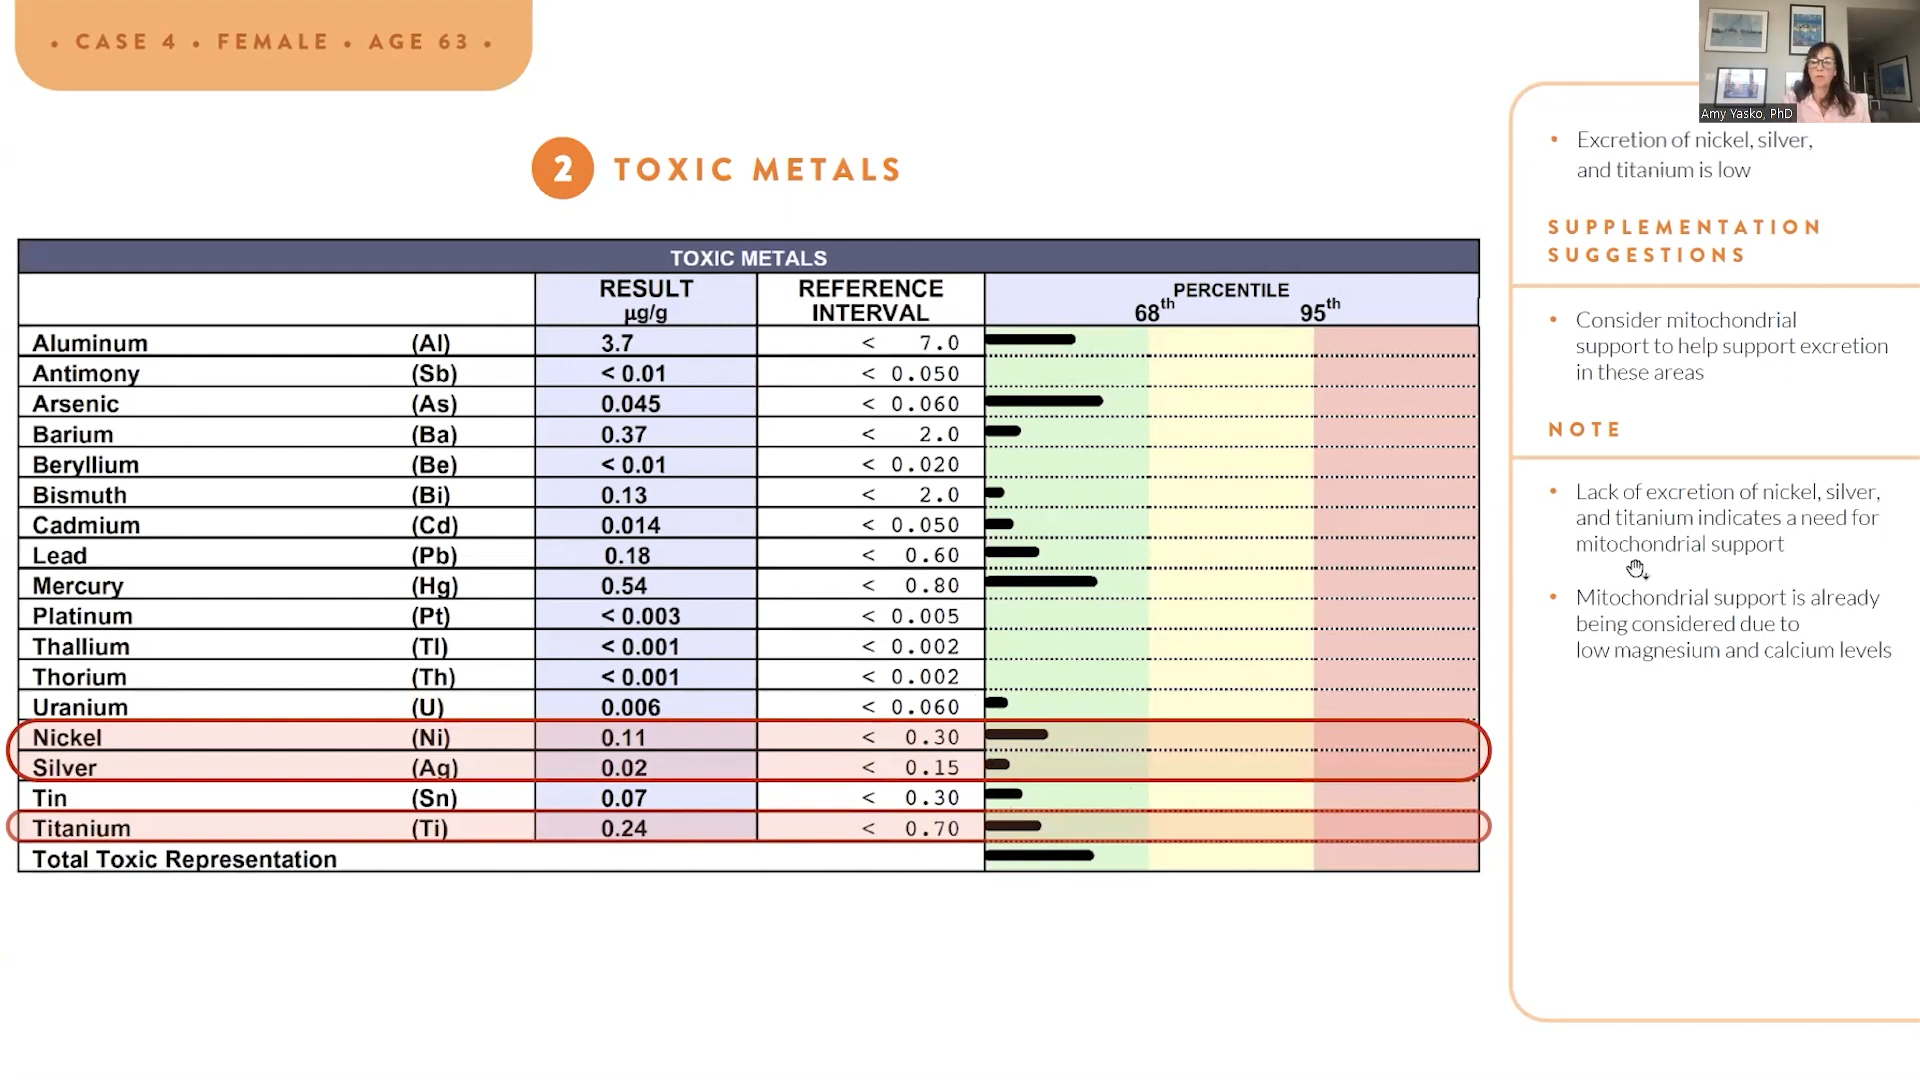 • CASE 4 • FEMALE • AGE 63 •
Amy Yasko, PhD
2 TOXIC METALS
TOXIC METALS
RESULT µg/g REFERENCE INTERVAL PERCENTILE 68th 95th
Aluminum (Al) 3.7 < 7.0
Antimony (Sb) < 0.01 < 0.050
Arsenic (As) 0.045 < 0.060
Barium (Ba) 0.37 < 2.0
Beryllium (Be) < 0.01 < 0.020
Bismuth (Bi) 0.13 < 2.0
Cadmium (Cd) 0.014 < 0.050
Lead (Pb) 0.18 < 0.60
Mercury (Hg) 0.54 < 0.80
Platinum (Pt) < 0.003 < 0.005
Thallium (Tl) < 0.001 < 0.002
Thorium (Th) < 0.001 < 0.002
Uranium (U) 0.006 < 0.060
Nickel (Ni) 0.11 < 0.30
Silver (Ag) 0.02 < 0.15
Tin (Sn) 0.07 < 0.30
Titanium (Ti) 0.24 < 0.70
Total Toxic Representation
• Excretion of nickel, silver,
and titanium is low
SUPPLEMENTATION
SUGGESTIONS
• Consider mitochondrial
support to help support excretion
in these areas
NOTE
• Lack of excretion of nickel, silver,
and titanium indicates a need for
mitochondrial support
• Mitochondrial support is already
being considered due to
low magnesium and calcium levels